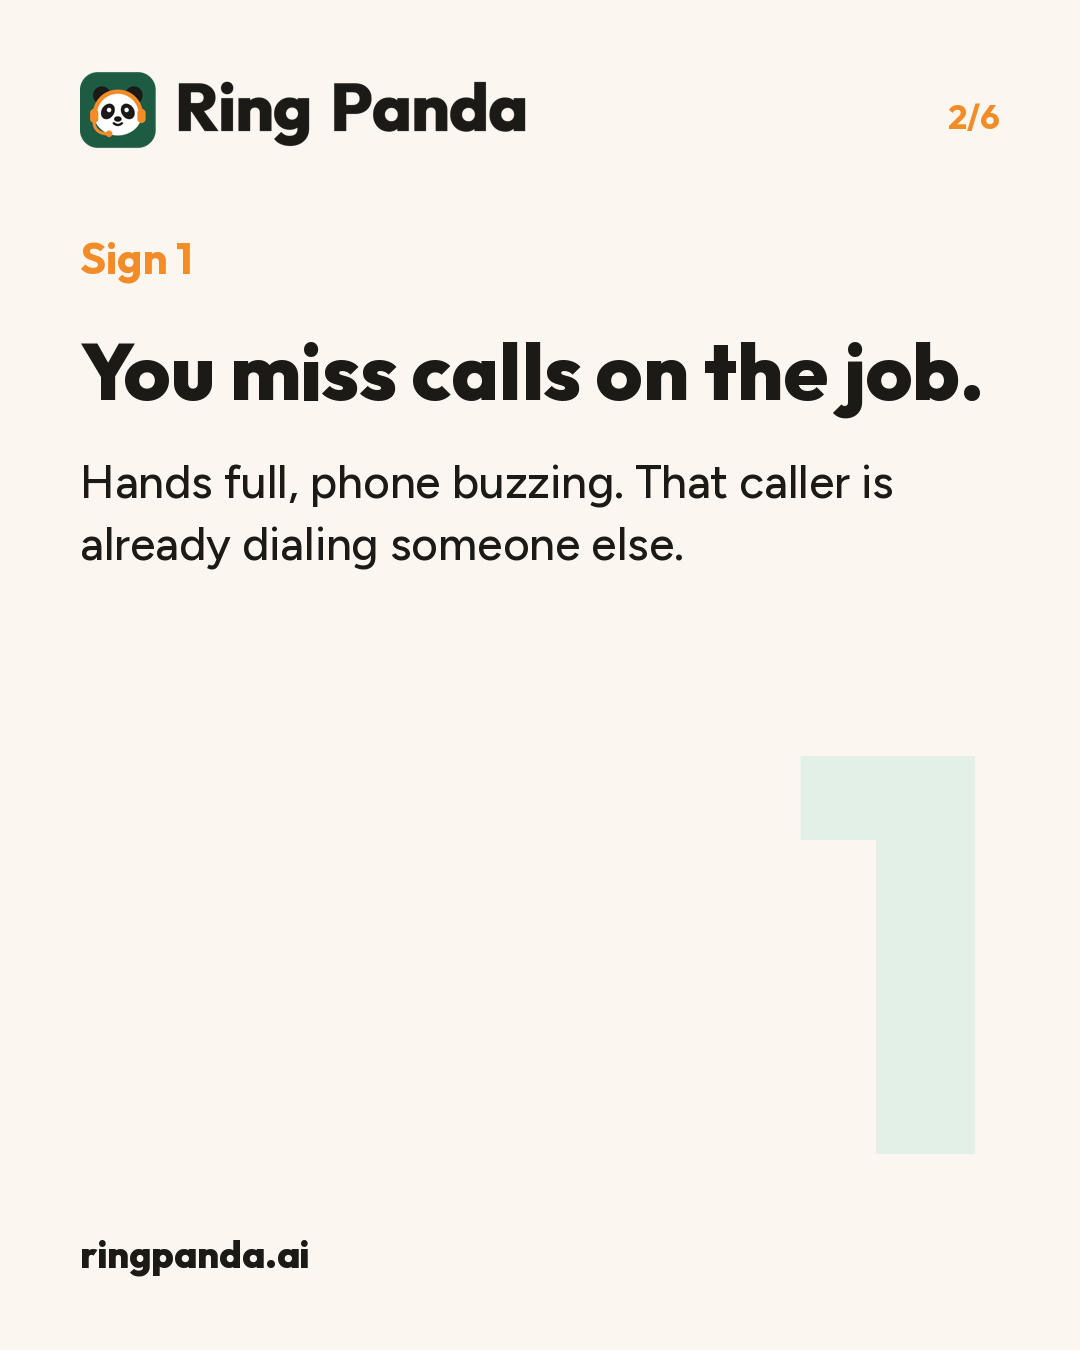 Ring Panda
2/6
Sign 1
You miss calls on the job.
Hands full, phone buzzing. That caller is
already dialing someone else.
1
ringpanda.ai